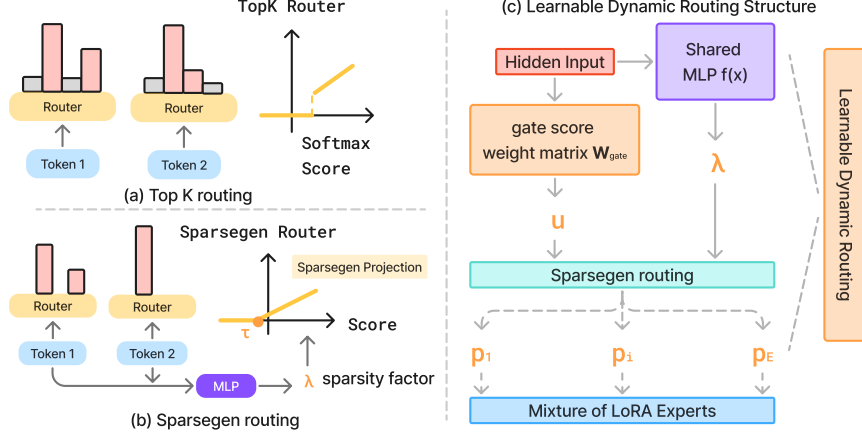 TopK Router
Router
Router
Token 1
Token 2
Softmax
Score
(a) Top K routing
Sparsegen Router
Sparsegen Projection
Router
Router
τ
Score
Token 1
Token 2
MLP
λ sparsity factor
(b) Sparsegen routing
(c) Learnable Dynamic Routing Structure
Hidden Input
Shared
MLP f(x)
gate score
weight matrix W gate
λ
u
Sparsegen routing
p1
pi
pE
Mixture of LoRA Experts
Learnable Dynamic Routing